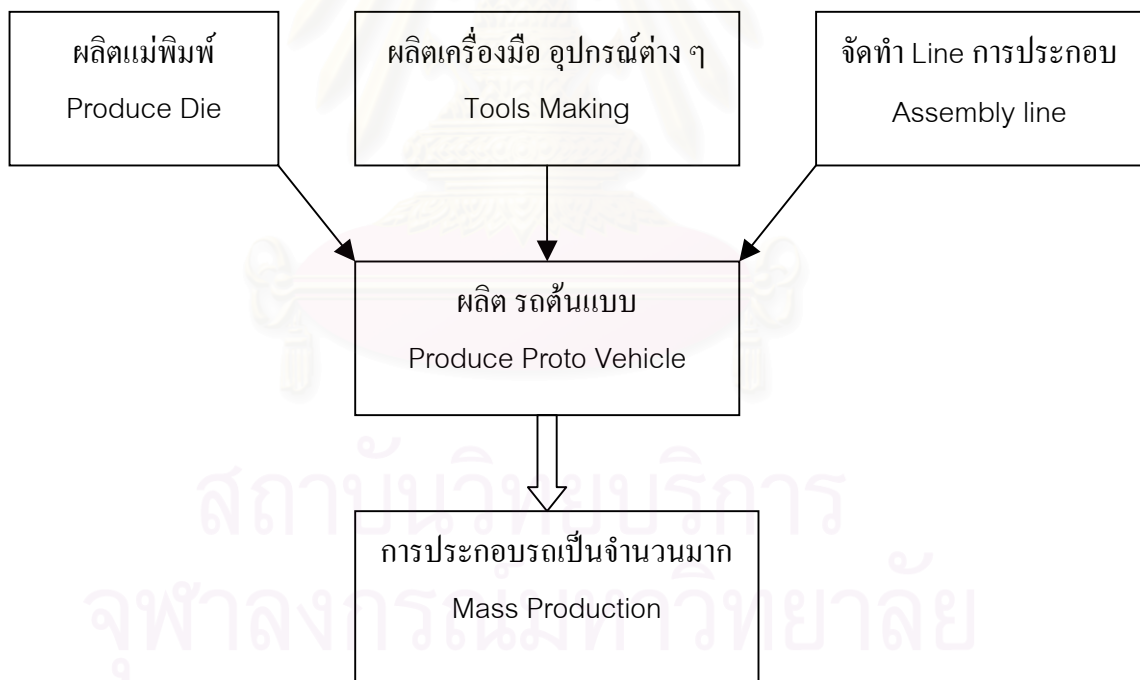 ผลิตแม่พิมพ์
Produce Die
ผลิตเครื่องมือ อุปกรณ์ต่าง ๆ
Tools Making
จัดทำ Line การประกอบ
Assembly line
ผลิต รถต้นแบบ
Produce Proto Vehicle
การประกอบรถเป็นจำนวนมาก
Mass Production
สถาบันวิทยบริการ
จุฬาลงกรณ์มหาวิทยาลัย